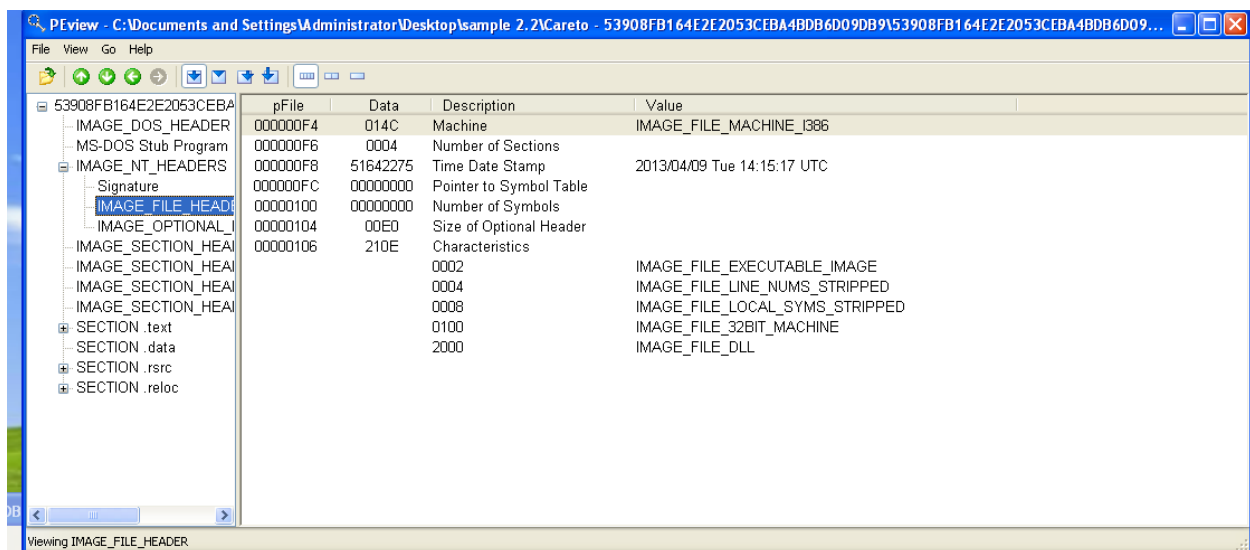 PEview - C:\Documents and Settings\Administrator\Desktop\sample 2.2\Careto - 53908FB164E2E2053CEBA4BDB6D09DB9\53908FB164E2E2053CEBA4BDB6D09...
File View Go Help
53908FB164E2E2053CEBA
IMAGE_DOS_HEADER
MS-DOS Stub Program
IMAGE_NT_HEADERS
Signature
IMAGE_FILE_HEADE
IMAGE_OPTIONAL_I
IMAGE_SECTION_HEAI
IMAGE_SECTION_HEAI
IMAGE_SECTION_HEAI
IMAGE_SECTION_HEAI
SECTION .text
SECTION .data
SECTION .rsrc
SECTION .reloc
pFile Data Description Value
000000F4 014C Machine IMAGE_FILE_MACHINE_I386
000000F6 0004 Number of Sections
000000F8 51642275 Time Date Stamp 2013/04/09 Tue 14:15:17 UTC
000000FC 00000000 Pointer to Symbol Table
00000100 00000000 Number of Symbols
00000104 00E0 Size of Optional Header
00000106 210E Characteristics
0002 IMAGE_FILE_EXECUTABLE_IMAGE
0004 IMAGE_FILE_LINE_NUMS_STRIPPED
0008 IMAGE_FILE_LOCAL_SYMS_STRIPPED
0100 IMAGE_FILE_32BIT_MACHINE
2000 IMAGE_FILE_DLL
Viewing IMAGE_FILE_HEADER